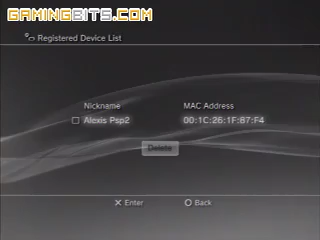 GAMINGBITS.COM
Registered Device List
Nickname MAC Address
Alexis Psp2 00:1C:26:1F:B7:F4
Delete
Enter Back